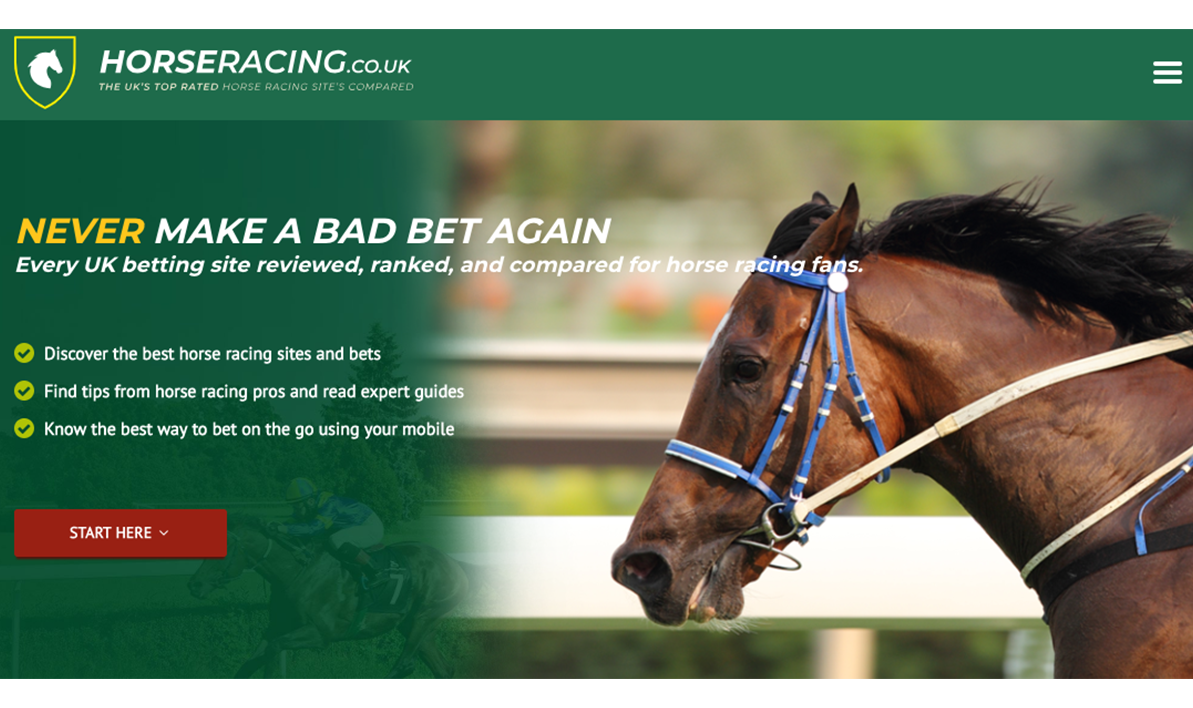 HORSERACING.CO.UK
THE UK'S TOP RATED HORSE RACING SITE'S COMPARED
NEVER MAKE A BAD BET AGAIN
Every UK betting site reviewed, ranked, and compared for horse racing fans.
Discover the best horse racing sites and bets
Find tips from horse racing pros and read expert guides
Know the best way to bet on the go using your mobile
START HERE
7